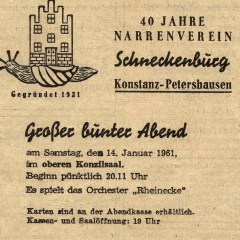 40 JAHRE
NARRENVEREIN
Schneckenburg
Konstanz-Petershausen
Gegründet 1921
Großer bunter Abend
am Samstag, den 14. Januar 1961,
im oberen Konzilsaal.
Beginn pünktlich 20.11 Uhr
Es spielt das Orchester „Rheinecke"
Karten sind an der Abendkasse erhältlich.
Kassen- und Saalöffnung: 19 Uhr